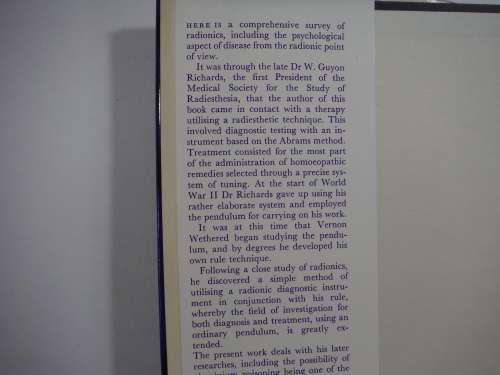 HERE IS a comprehensive survey of
radionics, including the psychological
aspect of disease from the radionic point
of view.
It was through the late Dr W. Guyon
Richards, the first President of the
Medical Society for the Study of
Radiesthesia, that the author of this
book came in contact with a therapy
utilising a radiesthetic technique. This
involved diagnostic testing with an in-
strument based on the Abrams method.
Treatment consisted for the most part
of the administration of homoeopathic
remedies selected through a precise sys-
tem of tuning. At the start of World
War II Dr Richards gave up using his
rather elaborate system and employed
the pendulum for carrying on his work.
It was at this time that Vernon
Wethered began studying the pendu-
lum, and by degrees he developed his
own rule technique.
Following a close study of radionics,
he discovered a simple method of
utilising a radionic diagnostic instru-
ment in conjunction with his rule,
whereby the field of investigation for
both diagnosis and treatment, using an
ordinary pendulum, is greatly ex-
tended.
The present work deals with his later
researches, including the possibility of
poisoning being one of the